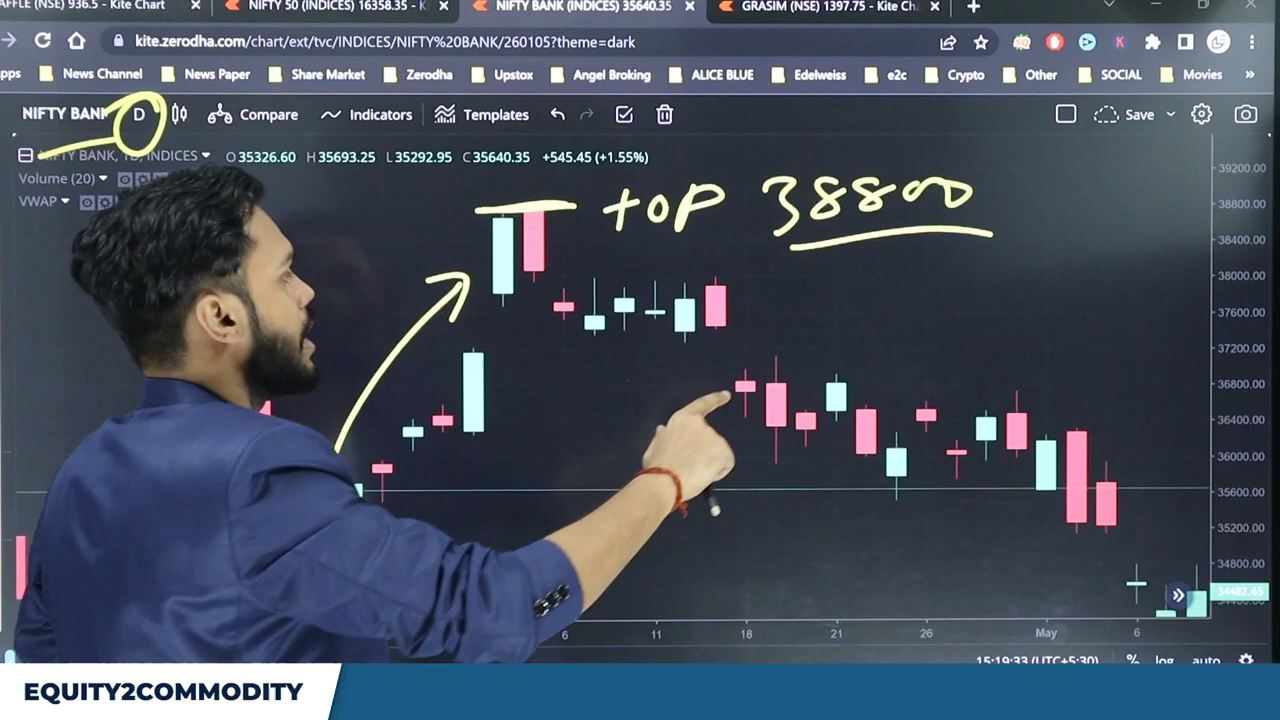 AFFLE (NSE) 936.5 - Kite Chart
NIFTY 50 (INDICES) 16358.35 - K
NIFTY BANK (INDICES) 35640.35
GRASIM (NSE) 1397.75 - Kite Ch
kite.zerodha.com/chart/ext/tvc/INDICES/NIFTY%20BANK/260105?theme=dark
pps News Channel News Paper Share Market Zerodha Upstox Angel Broking ALICE BLUE Edelweiss e2c Crypto Other SOCIAL Movies »
NIFTY BANK D Compare Indicators Templates Save
NIFTY BANK, 1D, INDICES O35326.60 H35693.25 L35292.95 C35640.35 +545.45 (+1.55%)
Volume (20)
VWAP
top 38800
39200.00
38800.00
38400.00
38000.00
37600.00
37200.00
36800.00
36400.00
36000.00
35600.00
35200.00
34800.00
34482.65
6 11 18 21 26 May 6
15:19:33 (UTC+5:30) % log auto
EQUITY2COMMODITY